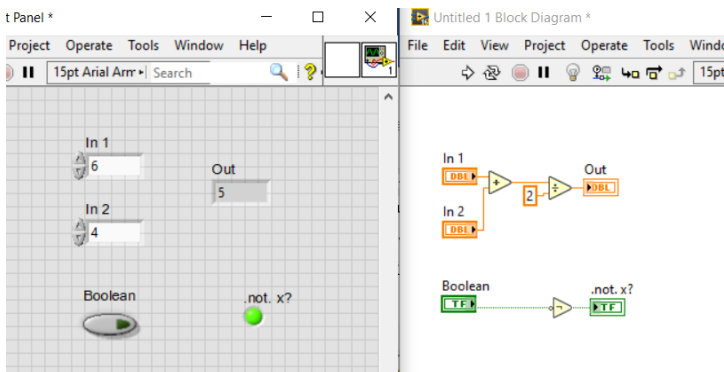 t Panel *
Project Operate Tools Window Help
15pt Arial Arm Search
1
In 1
6
Out
5
In 2
4
Boolean
.not. x?
Untitled 1 Block Diagram *
File Edit View Project Operate Tools Windo
15pt
In 1
DBL
+
2
÷
Out
DBL
In 2
DBL
Boolean
TF
¬
.not. x?
TF